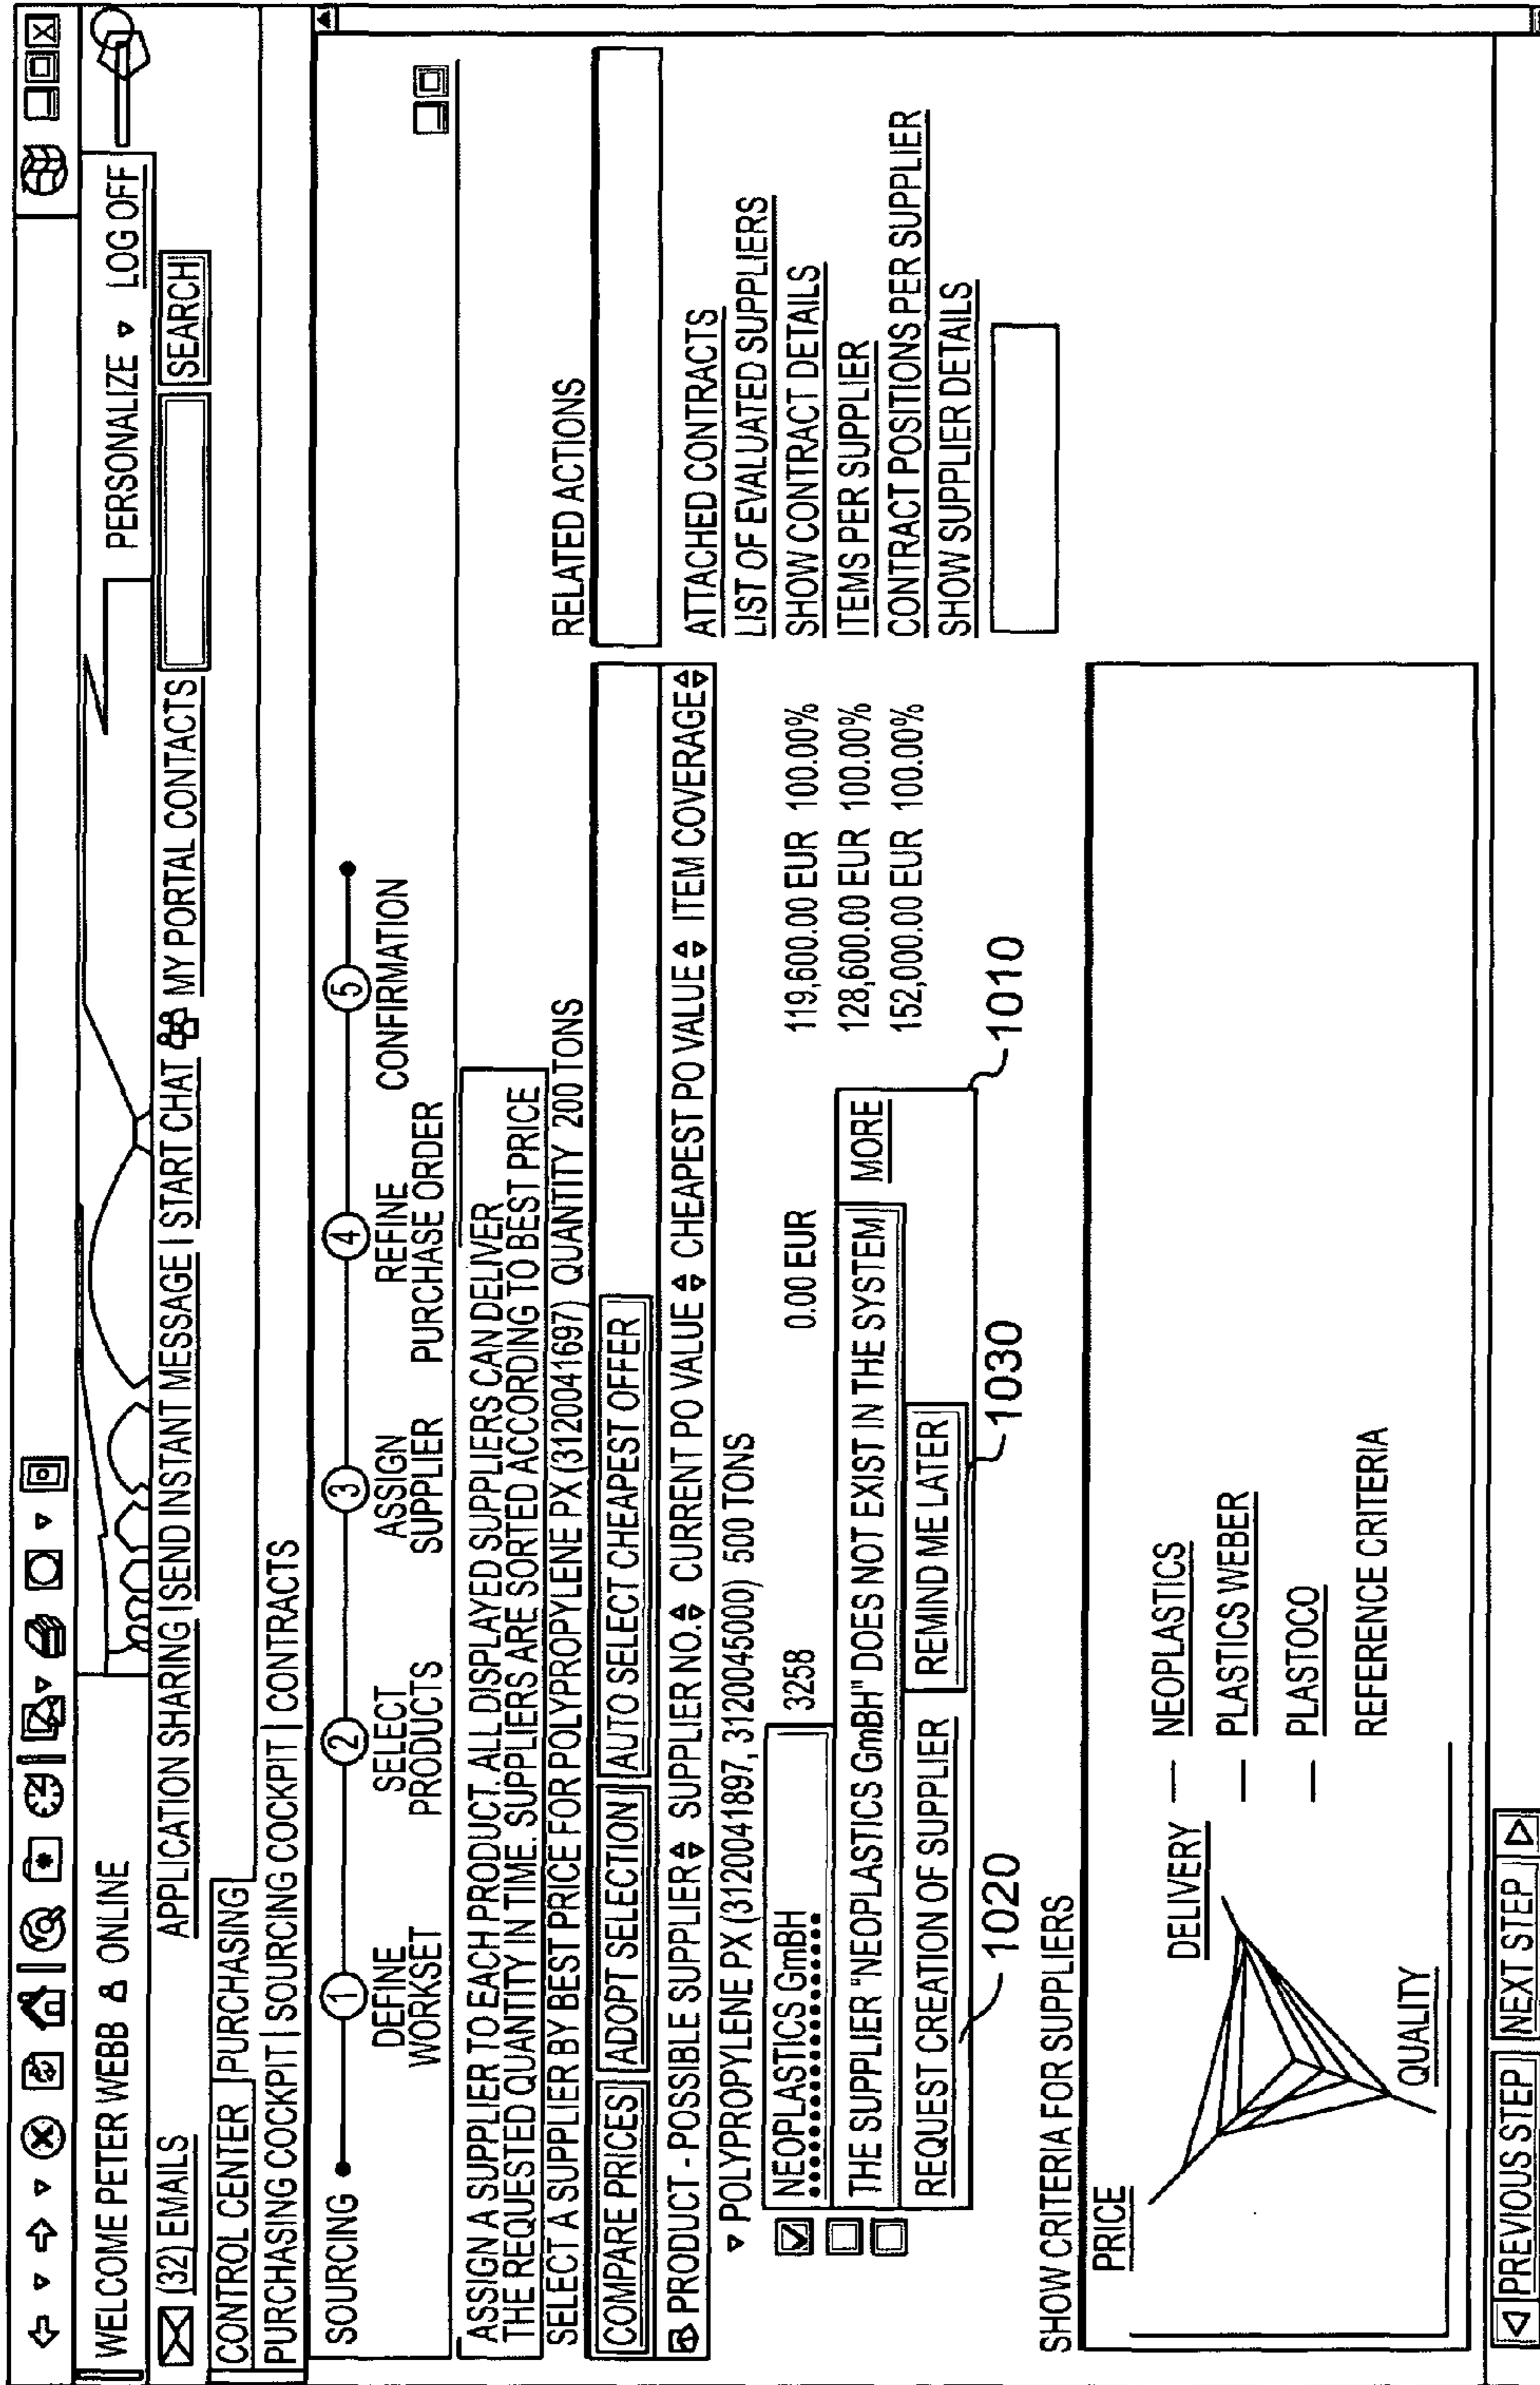 WELCOME PETER WEBB ONLINE
PERSONALIZE LOG OFF
(32) EMAILS APPLICATION SHARING | SEND INSTANT MESSAGE | START CHAT MY PORTAL CONTACTS SEARCH
CONTROL CENTER PURCHASING
PURCHASING COCKPIT | SOURCING COCKPIT | CONTRACTS
SOURCING 1 2 3 4 5
DEFINE WORKSET
SELECT PRODUCTS
ASSIGN SUPPLIER
REFINE PURCHASE ORDER
CONFIRMATION
ASSIGN A SUPPLIER TO EACH PRODUCT. ALL DISPLAYED SUPPLIERS CAN DELIVER
THE REQUESTED QUANTITY IN TIME. SUPPLIERS ARE SORTED ACCORDING TO BEST PRICE
SELECT A SUPPLIER BY BEST PRICE FOR POLYPROPYLENE PX (3120041697) QUANTITY 200 TONS
COMPARE PRICES ADOPT SELECTION AUTO SELECT CHEAPEST OFFER
PRODUCT - POSSIBLE SUPPLIER SUPPLIER NO. CURRENT PO VALUE CHEAPEST PO VALUE ITEM COVERAGE
POLYPROPYLENE PX (3120041897, 3120045000) 500 TONS
NEOPLASTICS GmBH 3258 0.00 EUR 119,600.00 EUR 100.00%
128,600.00 EUR 100.00%
152,000.00 EUR 100.00%
THE SUPPLIER "NEOPLASTICS GmBH" DOES NOT EXIST IN THE SYSTEM MORE
REQUEST CREATION OF SUPPLIER REMIND ME LATER
1020
1030
1010
RELATED ACTIONS
ATTACHED CONTRACTS
LIST OF EVALUATED SUPPLIERS
SHOW CONTRACT DETAILS
ITEMS PER SUPPLIER
CONTRACT POSITIONS PER SUPPLIER
SHOW SUPPLIER DETAILS
SHOW CRITERIA FOR SUPPLIERS
PRICE
DELIVERY
QUALITY
NEOPLASTICS
PLASTICS WEBER
PLASTOCO
REFERENCE CRITERIA
PREVIOUS STEP NEXT STEP